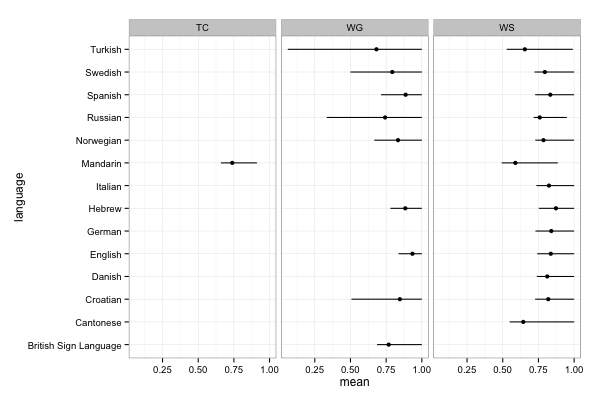 TC WG WS
Turkish
Swedish
Spanish
Russian
Norwegian
Mandarin
Italian
Hebrew
German
English
Danish
Croatian
Cantonese
British Sign Language
language
0.25 0.50 0.75 1.00 0.25 0.50 0.75 1.00 0.25 0.50 0.75 1.00
mean